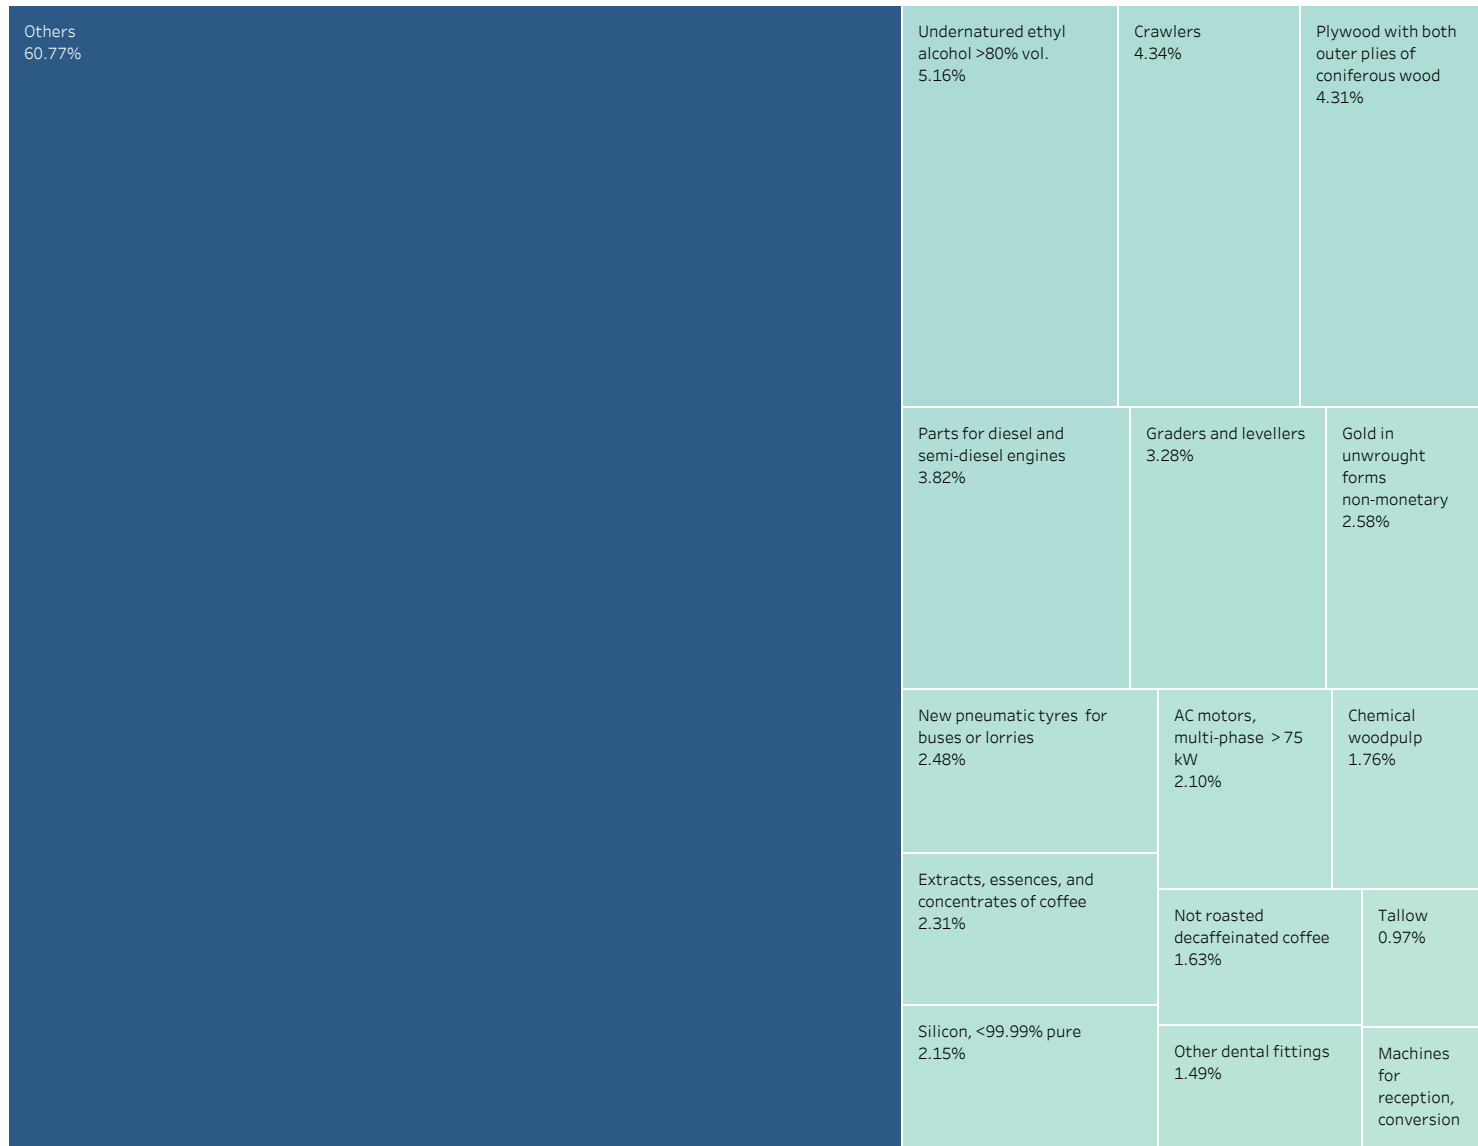 Others
60.77%
Undernatured ethyl
alcohol >80% vol.
5.16%
Crawlers
4.34%
Plywood with both
outer plies of
coniferous wood
4.31%
Parts for diesel and
semi-diesel engines
3.82%
Graders and levellers
3.28%
Gold in
unwrought
forms
non-monetary
2.58%
New pneumatic tyres  for
buses or lorries
2.48%
AC motors,
multi-phase  > 75
kW
2.10%
Chemical
woodpulp
1.76%
Extracts, essences, and
concentrates of coffee
2.31%
Not roasted
decaffeinated coffee
1.63%
Tallow
0.97%
Silicon, <99.99% pure
2.15%
Other dental fittings
1.49%
Machines
for
reception,
conversion